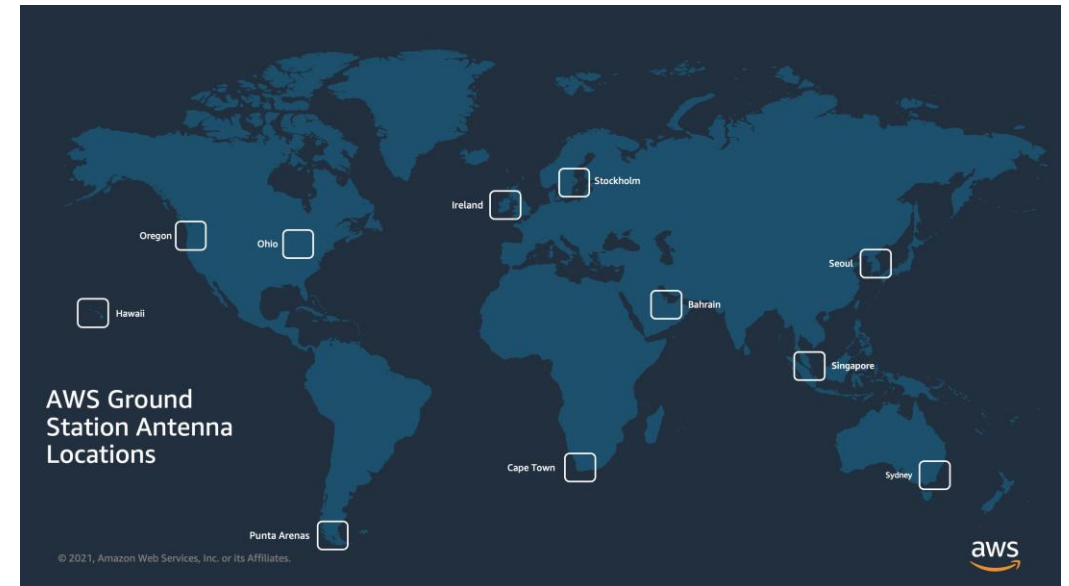 Stockholm
Ireland
Oregon
Ohio
Seoul
Bahrain
Hawaii
Singapore
AWS Ground
Station Antenna
Locations
Cape Town
Sydney
Punta Arenas
© 2021, Amazon Web Services, Inc. or its Affiliates.
aws